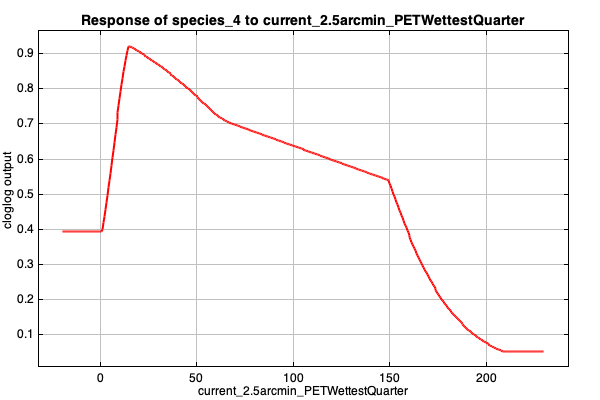 Response of species_4 to current_2.5arcmin_PETWettestQuarter
cloglog output
0.9
0.8
0.7
0.6
0.5
0.4
0.3
0.2
0.1
0 50 100 150 200
current_2.5arcmin_PETWettestQuarter